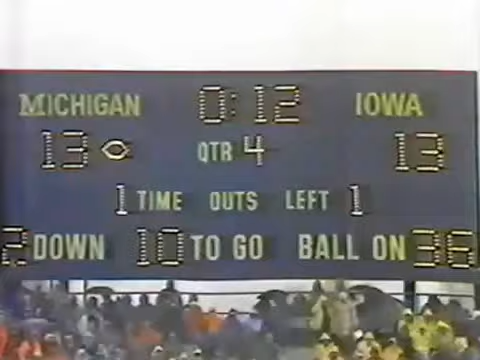 MICHIGAN 0:12 IOWA
13 QTR 4 13
1 TIME OUTS LEFT 1
2 DOWN 10 TO GO BALL ON 36